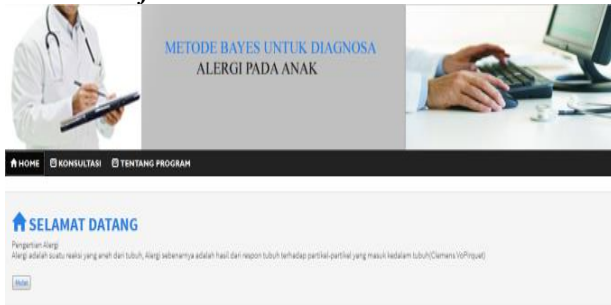 METODE BAYES UNTUK DIAGNOSA
ALERGI PADA ANAK
HOME KONSULTASI TENTANG PROGRAM
SELAMAT DATANG
Pengertian Alergi
Alergi adalah suatu reaksi yang aneh dari tubuh, Alergi sebenarnya adalah hasil dari respon tubuh terhadap partikel-partikel yang masuk kedalam tubuh(Clemens VoPirquet)